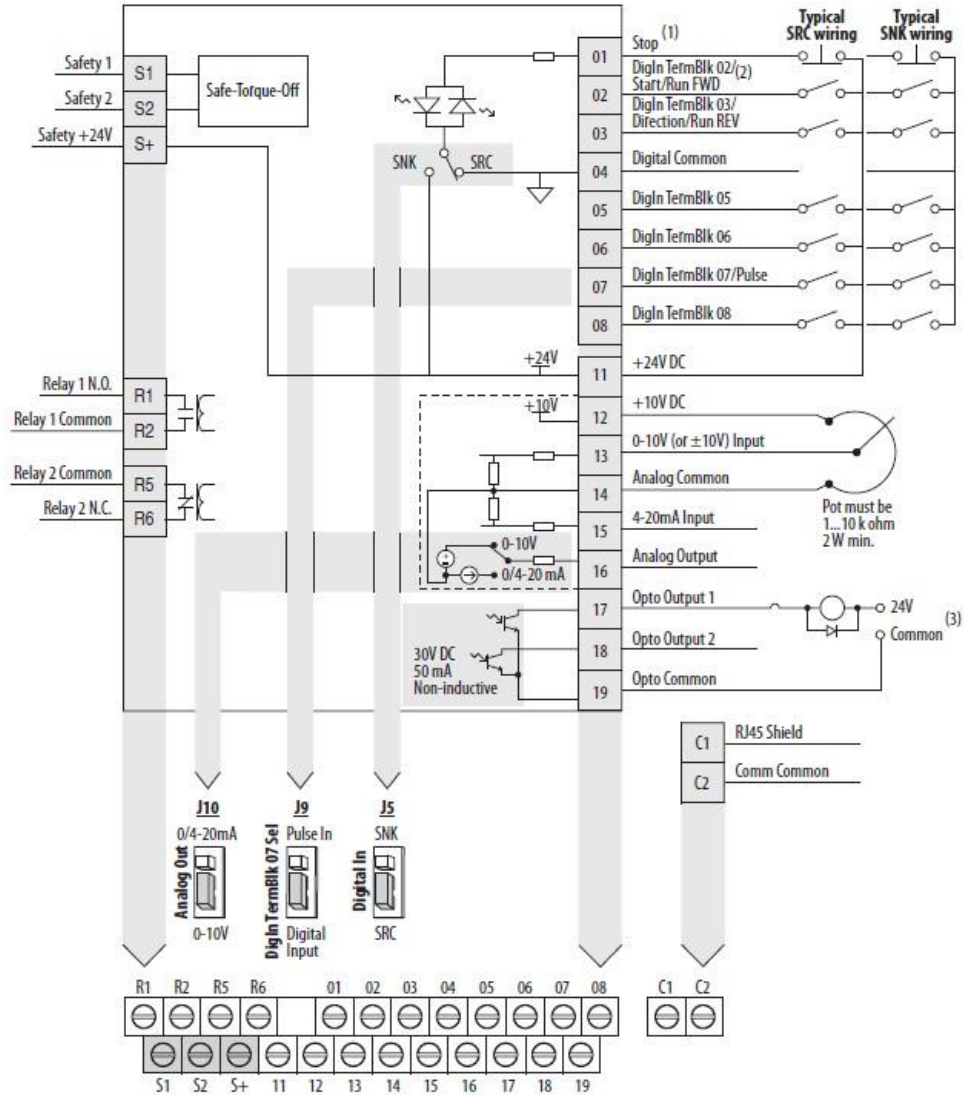 Typical
SRC wiring
Typical
SNK wiring
Safety 1
S1
Safety 2
S2
Safety +24V
S+
Safe-Torque-Off
SNK
SRC
01
Stop (1)
02
DigIn TermBlk 02/(2)
Start/Run FWD
03
DigIn TermBlk 03/
Direction/Run REV
04
Digital Common
05
DigIn TermBlk 05
06
DigIn TermBlk 06
07
DigIn TermBlk 07/Pulse
08
DigIn TermBlk 08
+24V
11
+24V DC
+10V
12
+10V DC
13
0-10V (or ±10V) Input
14
Analog Common
15
4-20mA Input
16
Analog Output
17
Opto Output 1
18
Opto Output 2
19
Opto Common
Pot must be
1...10 k ohm
2 W min.
24V
Common
(3)
Relay 1 N.O.
R1
Relay 1 Common
R2
Relay 2 Common
R5
Relay 2 N.C.
R6
0-10V
0/4-20 mA
30V DC
50 mA
Non-inductive
C1
RJ45 Shield
C2
Comm Common
J10
0/4-20mA
Analog Out
0-10V
J9
Pulse In
DigIn TermBlk 07 Sel
Digital
Input
J5
SNK
Digital In
SRC
R1 R2 R5 R6 01 02 03 04 05 06 07 08
C1 C2
S1 S2 S+ 11 12 13 14 15 16 17 18 19